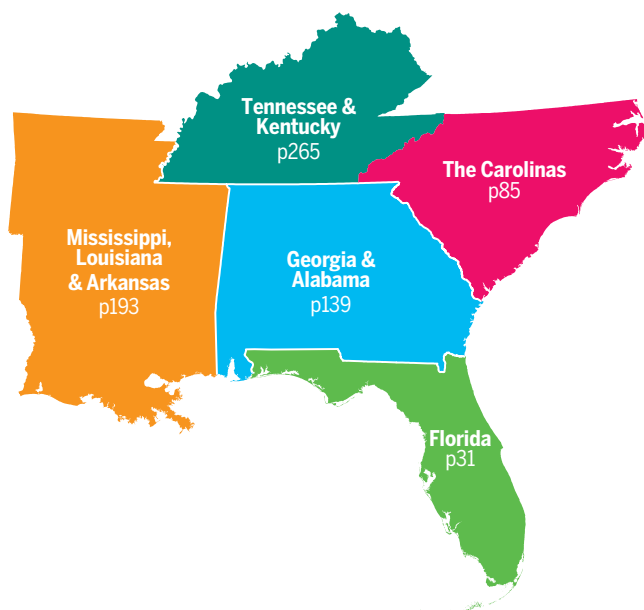 Tennessee &
Kentucky
p265
The Carolinas
p85
Mississippi,
Louisiana
& Arkansas
p193
Georgia &
Alabama
p139
Florida
p31